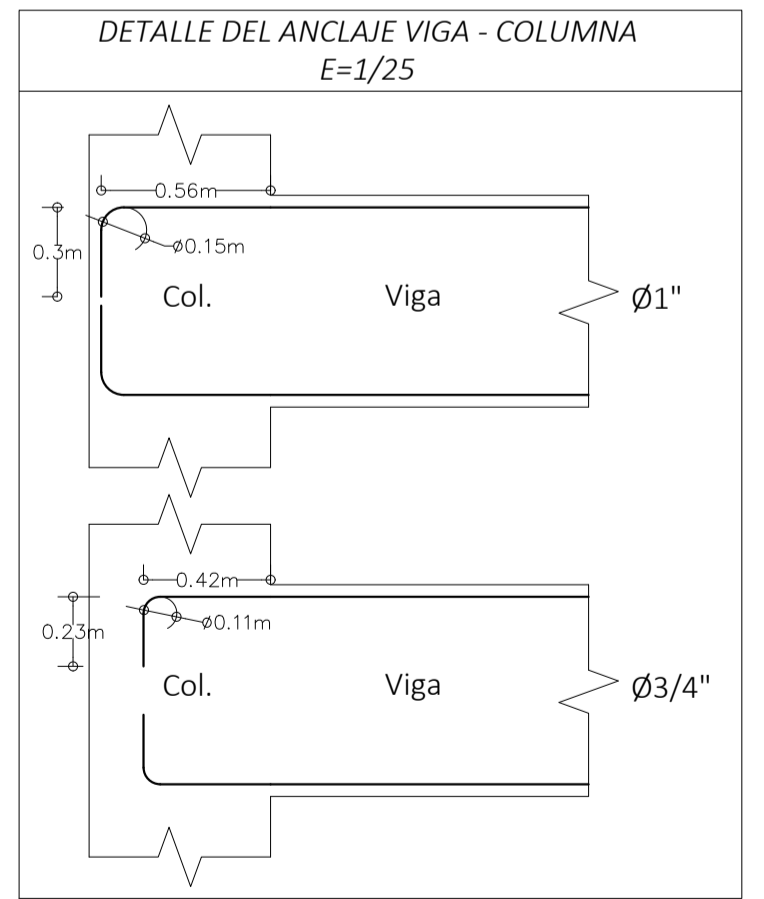 DETALLE DEL ANCLAJE VIGA - COLUMNA
E=1/25
0.56m
0.3m
Ø0.15m
Col.
Viga
Ø1"
0.42m
0.23m
Ø0.11m
Col.
Viga
Ø3/4"